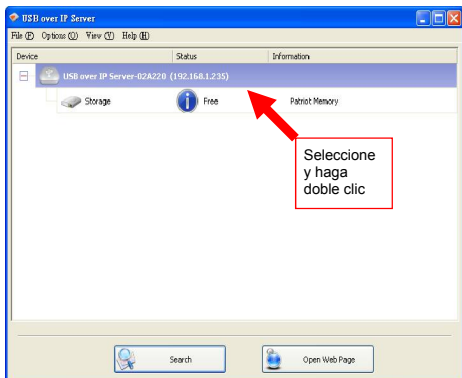 USB over IP Server
File (F) Options (O) View (V) Help (H)
Device Status Information
USB over IP Server-02A220 (192.168.1.235)
Storage Free Patriot Memory
Seleccione
y haga
doble clic
Search Open Web Page